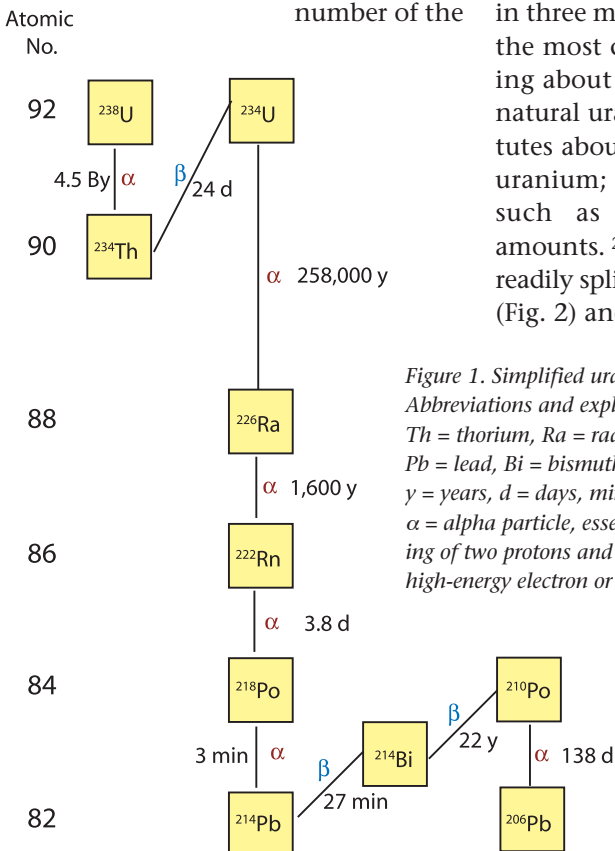 Atomic
No.
number of the
in three m
the most c
ing about
natural ura
tutes about
uranium;
such as
amounts. ²
readily spli
(Fig. 2) an
92
²³⁸U
²³⁴U
4.5 By α
β
24 d
90
²³⁴Th
α 258,000 y
Figure 1. Simplified ura
Abbreviations and expl
Th = thorium, Ra = rad
Pb = lead, Bi = bismuth
y = years, d = days, mi
α = alpha particle, esse
ing of two protons and
high-energy electron or
88
²²⁶Ra
α 1,600 y
86
²²²Rn
α 3.8 d
84
²¹⁸Po
²¹⁰Po
3 min α
β
27 min
²¹⁴Bi
β
22 y
α 138 d
82
²¹⁴Pb
²⁰⁶Pb